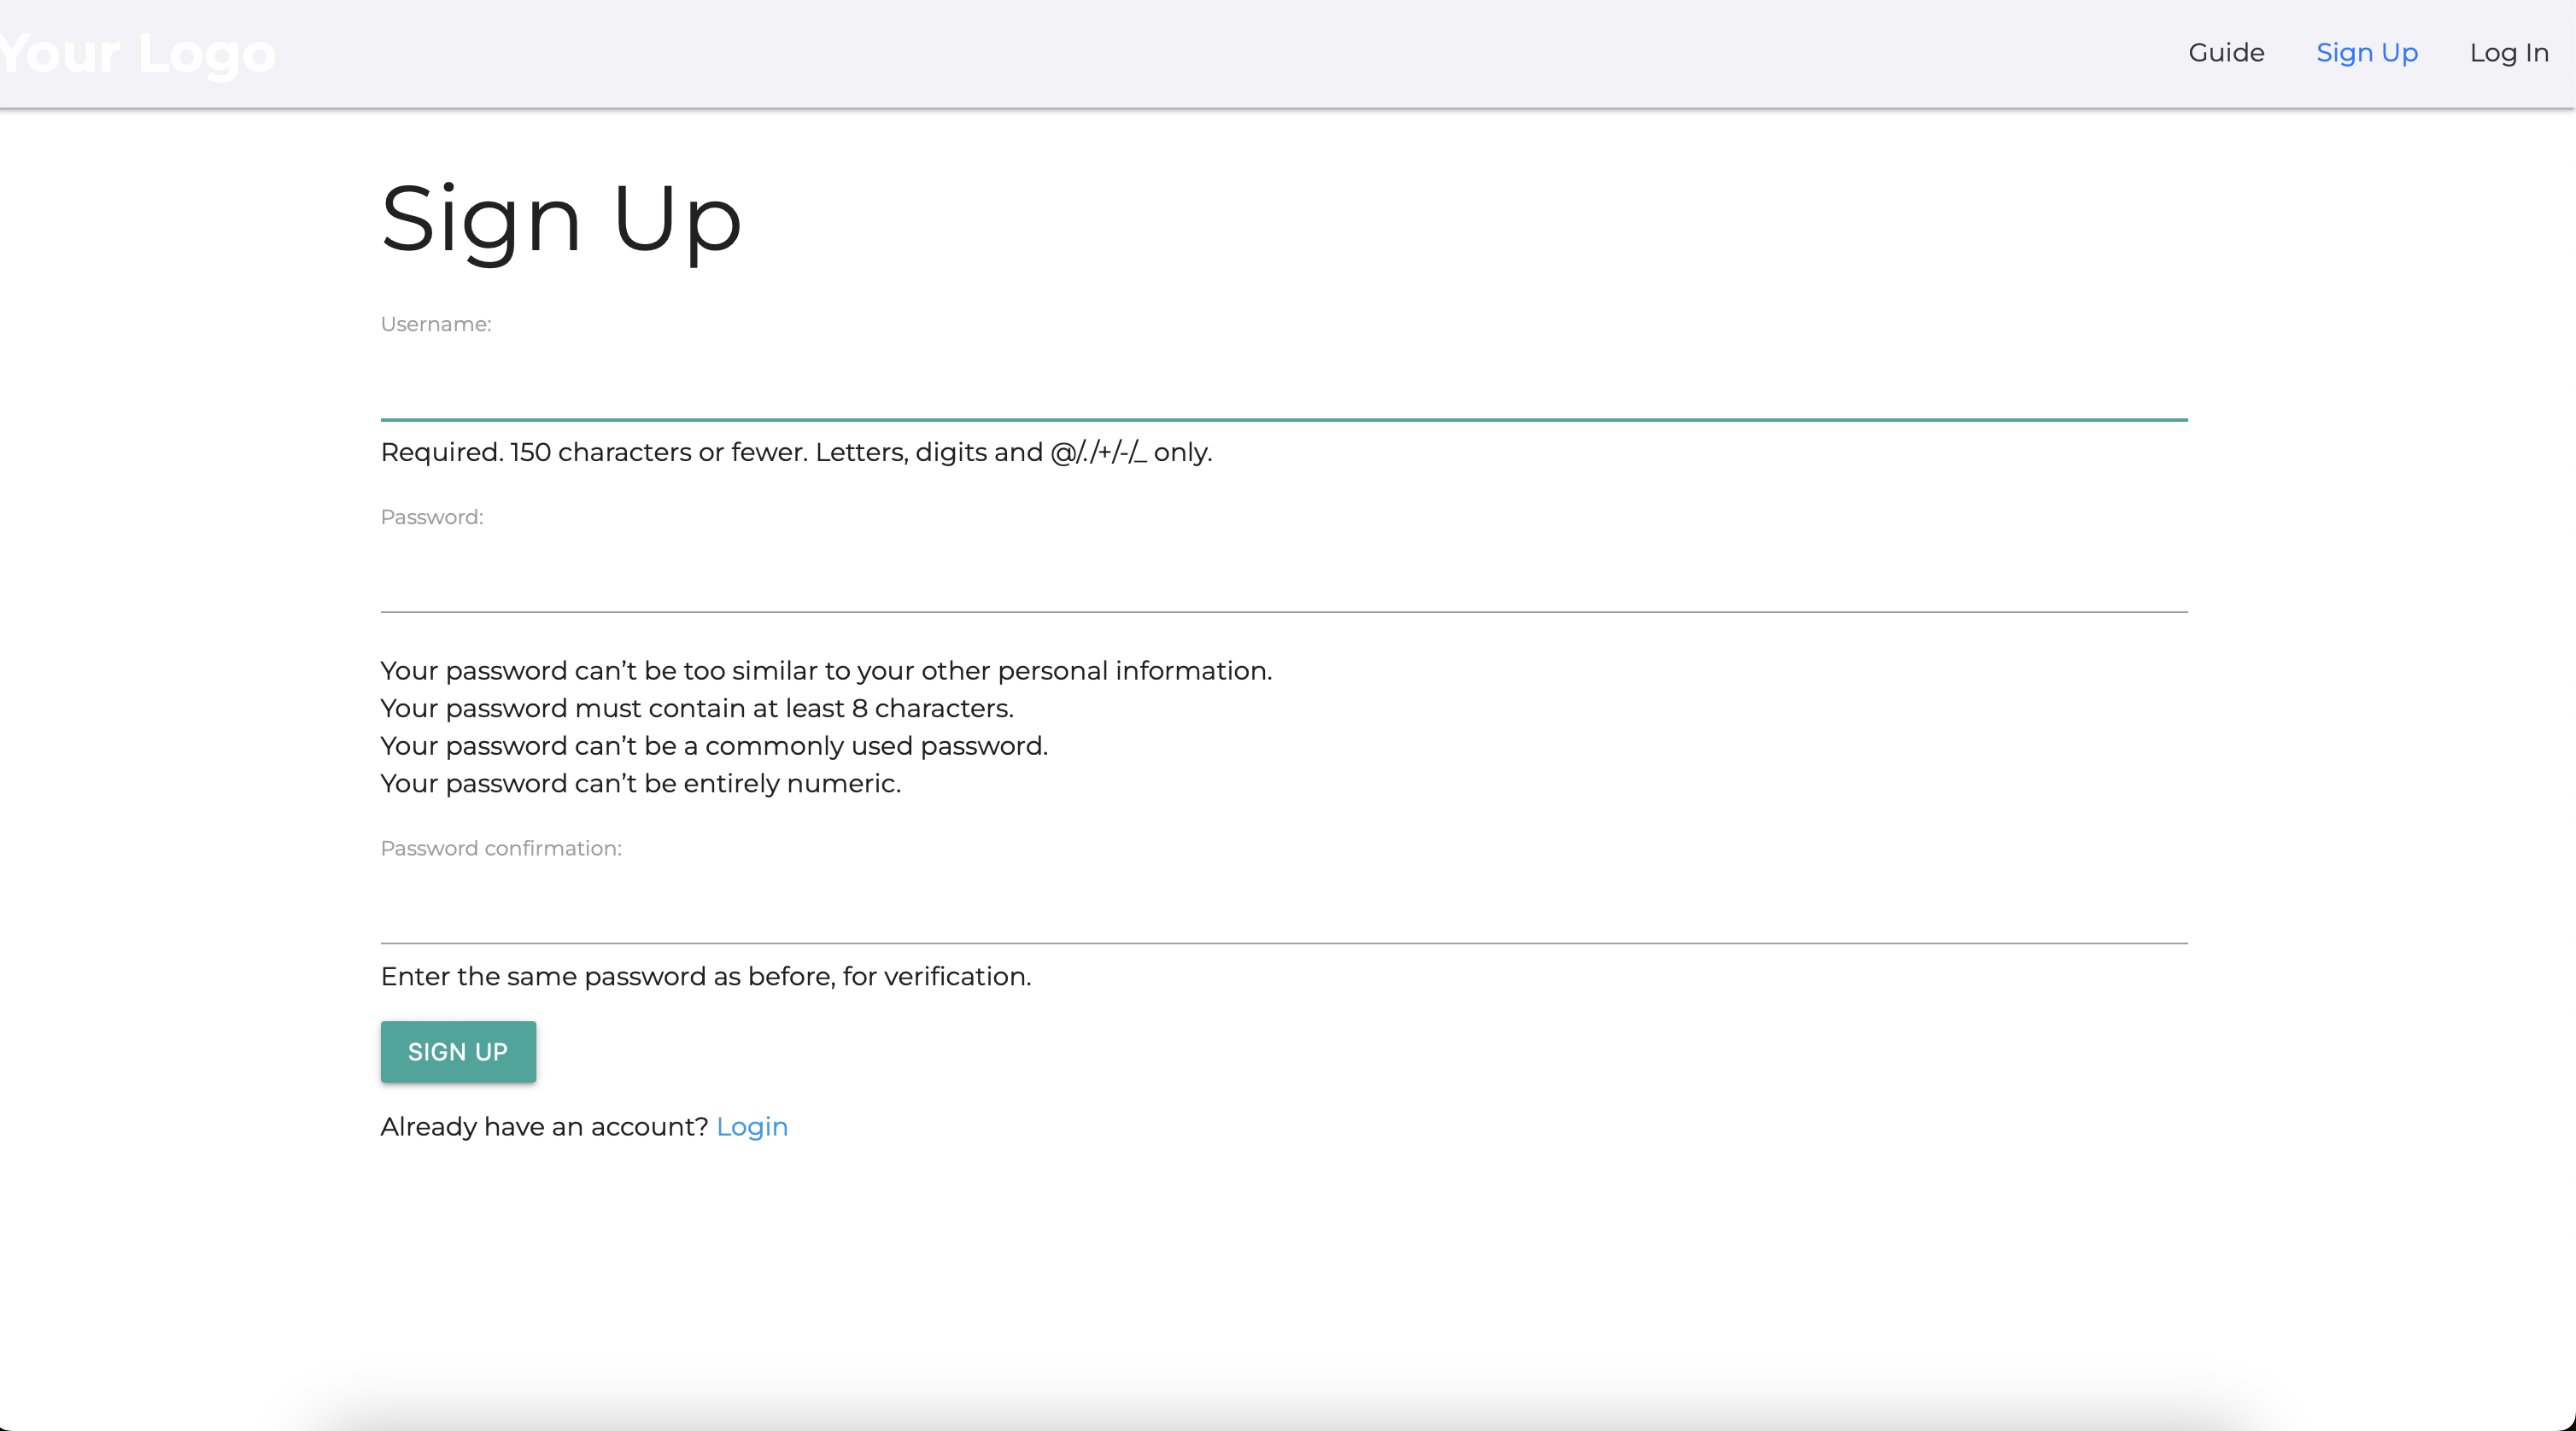 Your Logo
Guide
Sign Up
Log In
Sign Up
Username:
Required. 150 characters or fewer. Letters, digits and @/./+/-/_ only.
Password:
Your password can’t be too similar to your other personal information.
Your password must contain at least 8 characters.
Your password can’t be a commonly used password.
Your password can’t be entirely numeric.
Password confirmation:
Enter the same password as before, for verification.
SIGN UP
Already have an account? Login